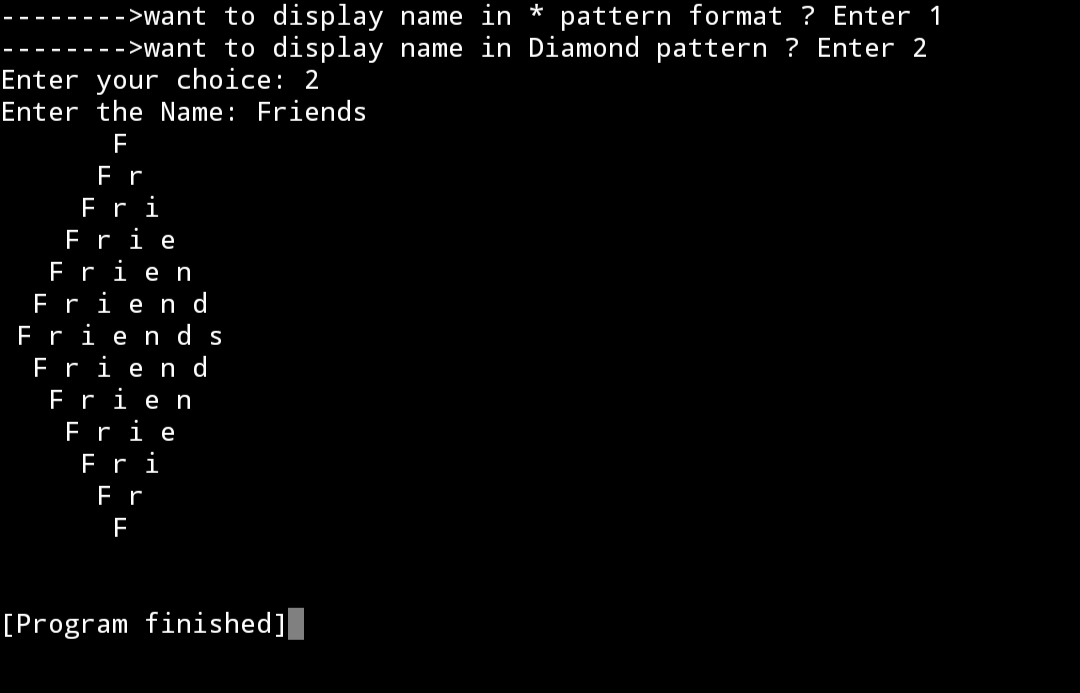 -------->want to display name in * pattern format ? Enter 1
-------->want to display name in Diamond pattern ? Enter 2
Enter your choice: 2
Enter the Name: Friends
       F
      F r
     F r i
    F r i e
   F r i e n
  F r i e n d
 F r i e n d s
  F r i e n d
   F r i e n
    F r i e
     F r i
      F r
       F
[Program finished]